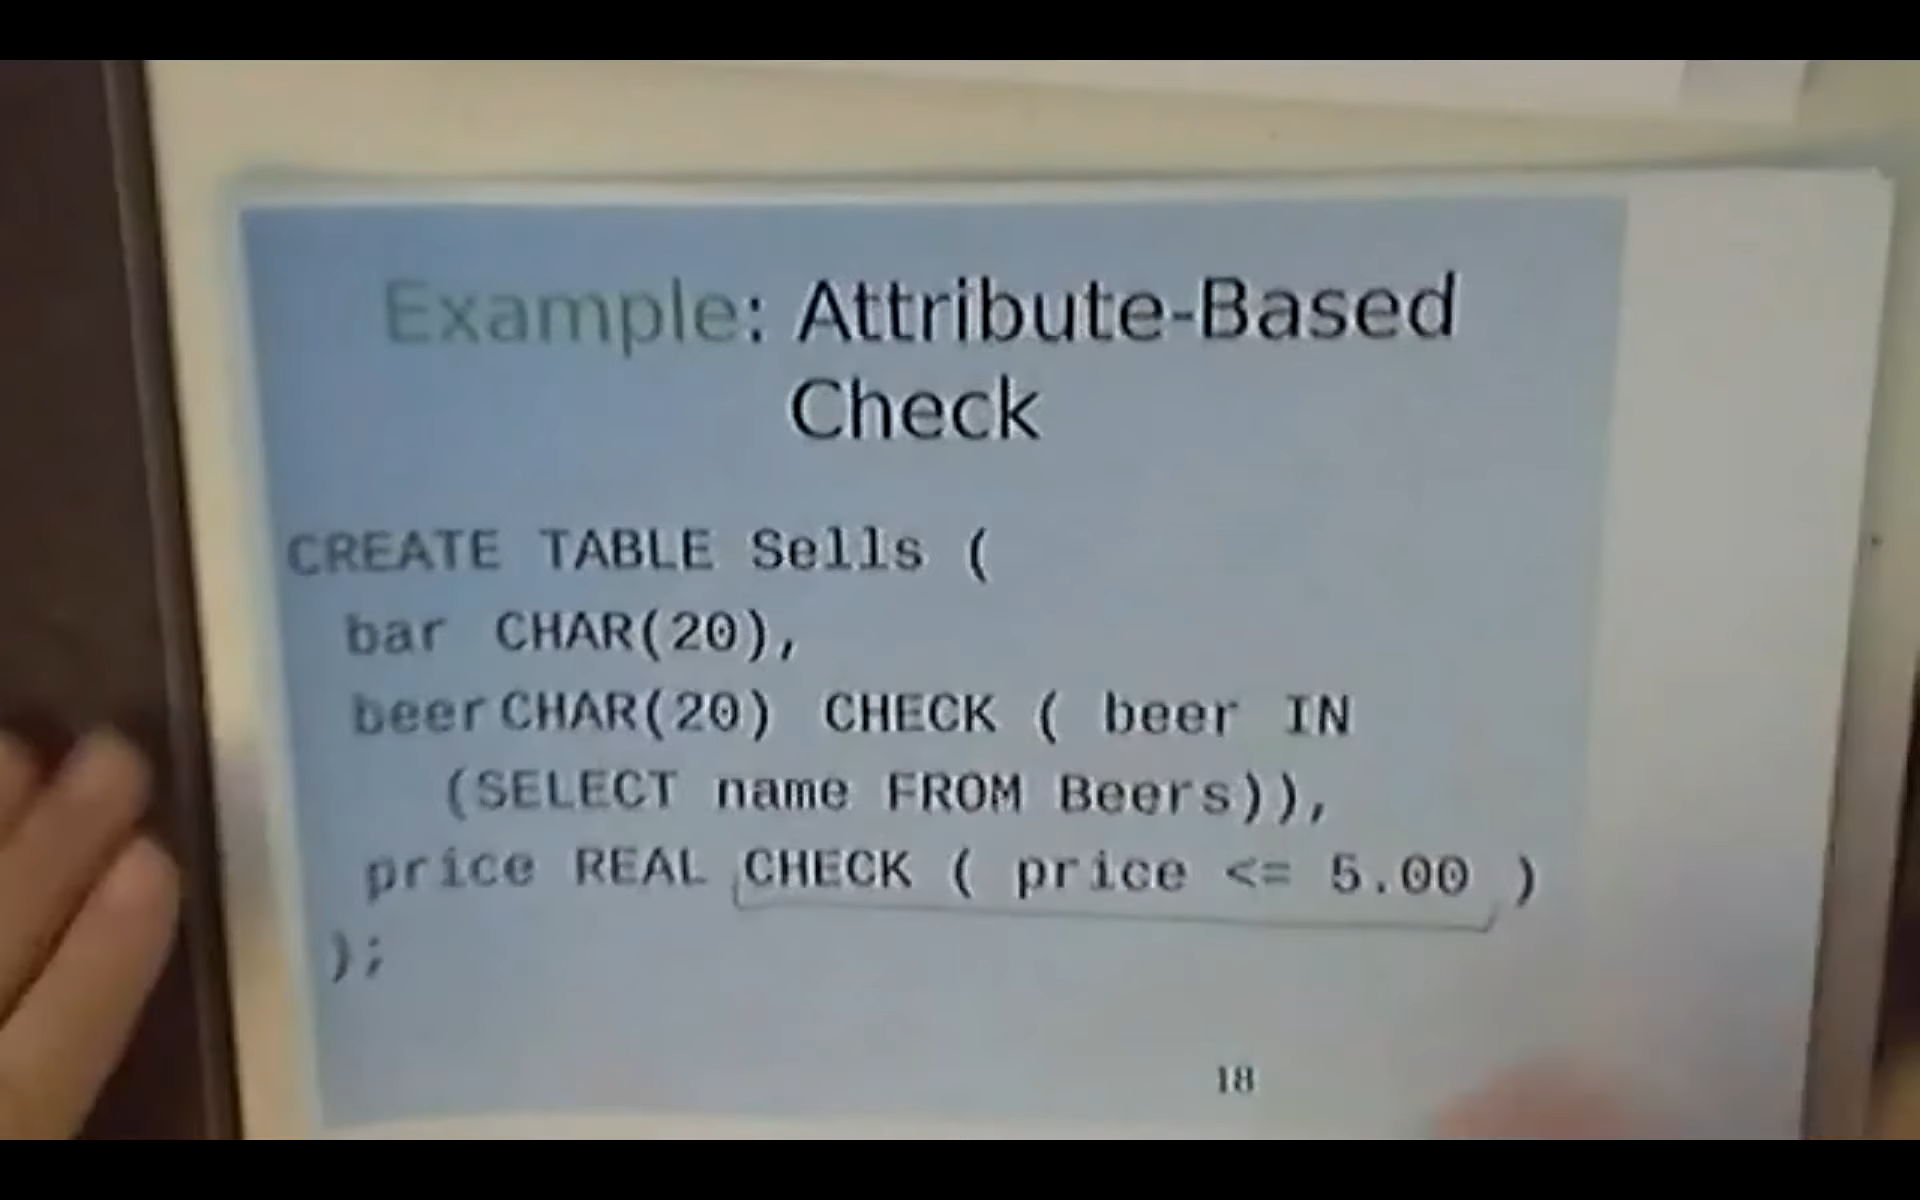 Example: Attribute-Based
Check
CREATE TABLE Sells (
bar CHAR(20),
beer CHAR(20) CHECK ( beer IN
(SELECT name FROM Beers)),
price REAL CHECK ( price <= 5.00 )
);
18